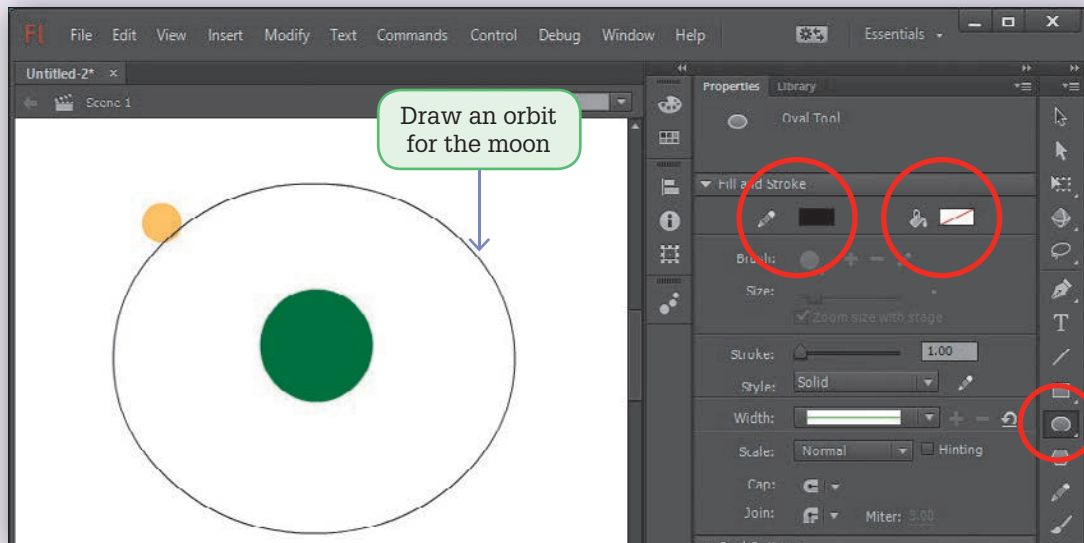 Fl File Edit View Insert Modify Text Commands Control Debug Window Help Essentials
Untitled-2* ×
Scene 1
Draw an orbit
for the moon
Properties Library
Oval Tool
Fill and Stroke
Brush:
Size:
Zoom size with stage
Stroke: 1.00
Style: Solid
Width:
Scale: Normal Hinting
Cap:
Join: Miter: 3.00